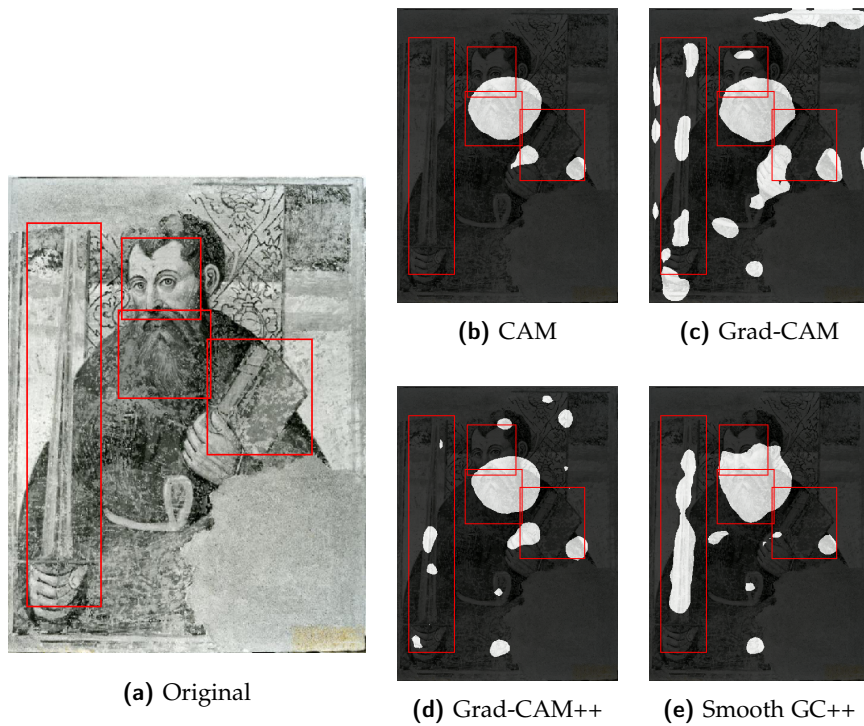 (a) Original
(b) CAM
(c) Grad-CAM
(d) Grad-CAM++
(e) Smooth GC++